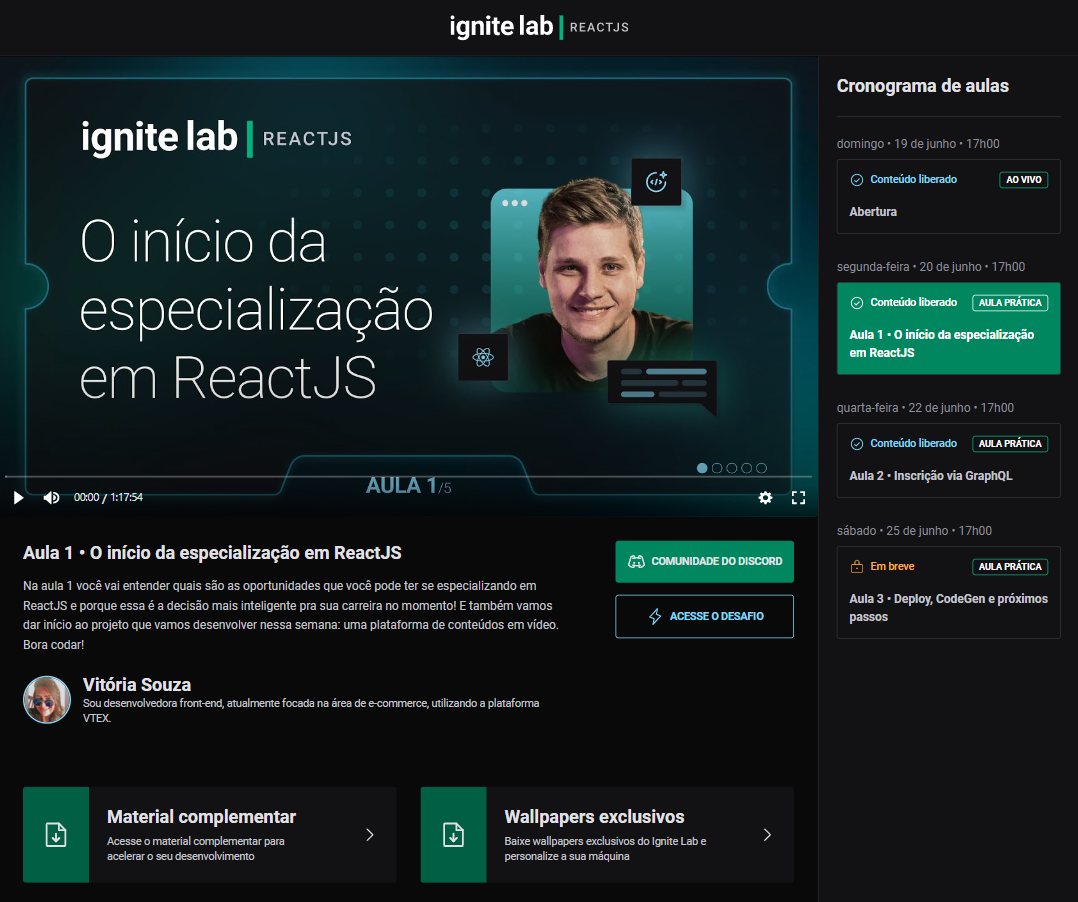 ignite lab REACTJS
ignite lab REACTJS
O início da
especialização
em ReactJS
AULA 1/5
00:00 / 1:17:54
Aula 1 • O início da especialização em ReactJS
Na aula 1 você vai entender quais são as oportunidades que você pode ter se especializando em
ReactJS e porque essa é a decisão mais inteligente pra sua carreira no momento! E também vamos
dar início ao projeto que vamos desenvolver nessa semana: uma plataforma de conteúdos em vídeo.
Bora codar!
COMUNIDADE DO DISCORD
ACESSE O DESAFIO
Vitória Souza
Sou desenvolvedora front-end, atualmente focada na área de e-commerce, utilizando a plataforma
VTEX.
Material complementar
Acesse o material complementar para
acelerar o seu desenvolvimento
Wallpapers exclusivos
Baixe wallpapers exclusivos do Ignite Lab e
personalize a sua máquina
Cronograma de aulas
domingo • 19 de junho • 17h00
Conteúdo liberado AO VIVO
Abertura
segunda-feira • 20 de junho • 17h00
Conteúdo liberado AULA PRÁTICA
Aula 1 • O início da especialização
em ReactJS
quarta-feira • 22 de junho • 17h00
Conteúdo liberado AULA PRÁTICA
Aula 2 • Inscrição via GraphQL
sábado • 25 de junho • 17h00
Em breve AULA PRÁTICA
Aula 3 • Deploy, CodeGen e próximos
passos